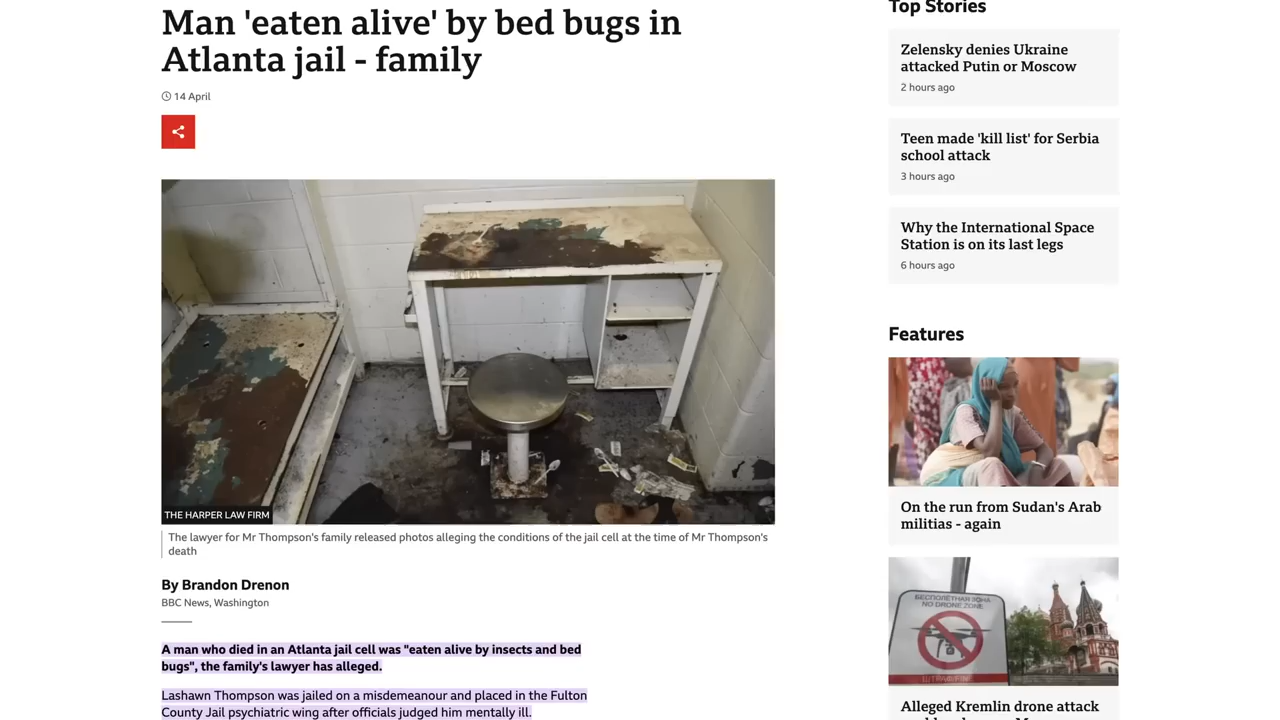 Man 'eaten alive' by bed bugs in
Atlanta jail - family
14 April
THE HARPER LAW FIRM
The lawyer for Mr Thompson's family released photos alleging the conditions of the jail cell at the time of Mr Thompson's
death
By Brandon Drenon
BBC News, Washington
A man who died in an Atlanta jail cell was "eaten alive by insects and bed
bugs", the family's lawyer has alleged.
Lashawn Thompson was jailed on a misdemeanour and placed in the Fulton
County Jail psychiatric wing after officials judged him mentally ill.
Top Stories
Zelensky denies Ukraine
attacked Putin or Moscow
2 hours ago
Teen made 'kill list' for Serbia
school attack
3 hours ago
Why the International Space
Station is on its last legs
6 hours ago
Features
On the run from Sudan's Arab
militias - again
БЕСПОЛЁТНАЯ ЗОНА
NO DRONE ZONE
Alleged Kremlin drone attack